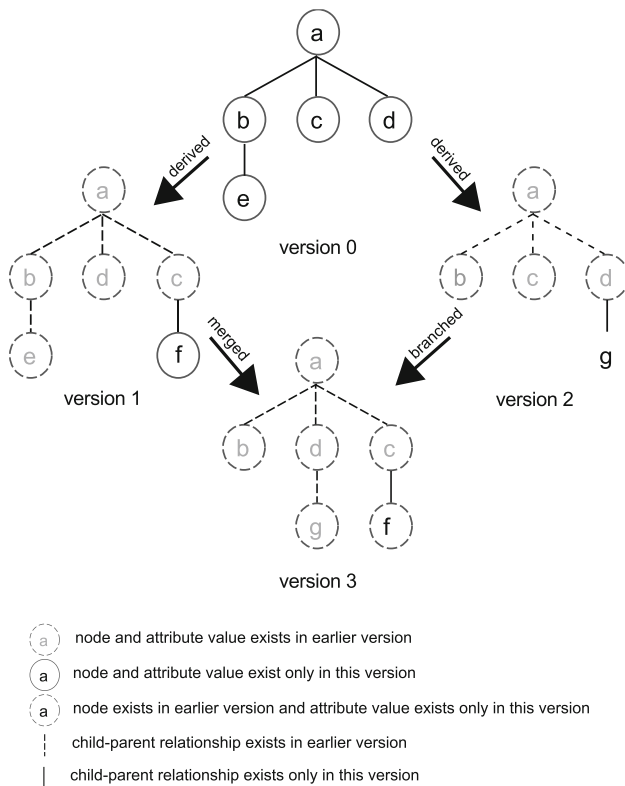 a
b c d
derived derived
e
a a
version 0
b d c b c d
e f merged branched g
a
version 1 version 2
b d c
g f
version 3
a node and attribute value exists in earlier version
a node and attribute value exist only in this version
a node exists in earlier version and attribute value exists only in this version
child-parent relationship exists in earlier version
child-parent relationship exists only in this version